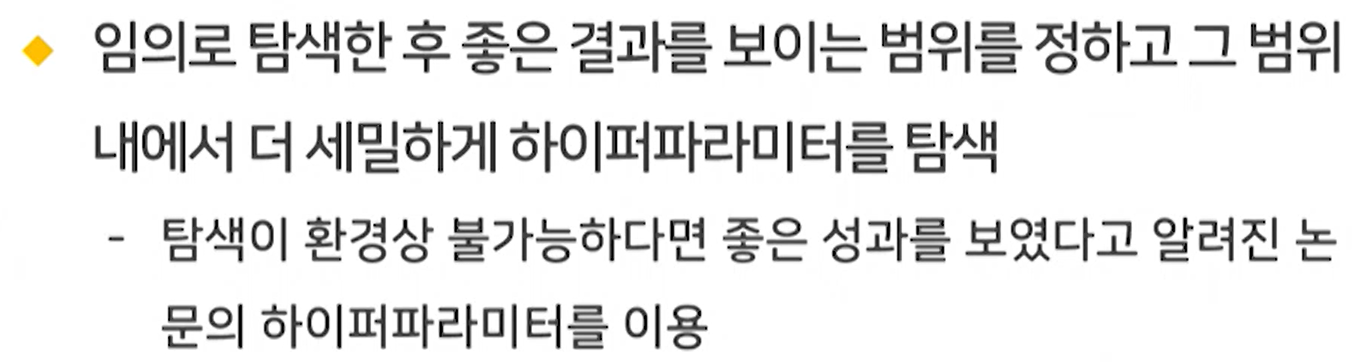 ◆ 임의로 탐색한 후 좋은 결과를 보이는 범위를 정하고 그 범위
내에서 더 세밀하게 하이퍼파라미터를 탐색
- 탐색이 환경상 불가능하다면 좋은 성과를 보였다고 알려진 논
문의 하이퍼파라미터를 이용